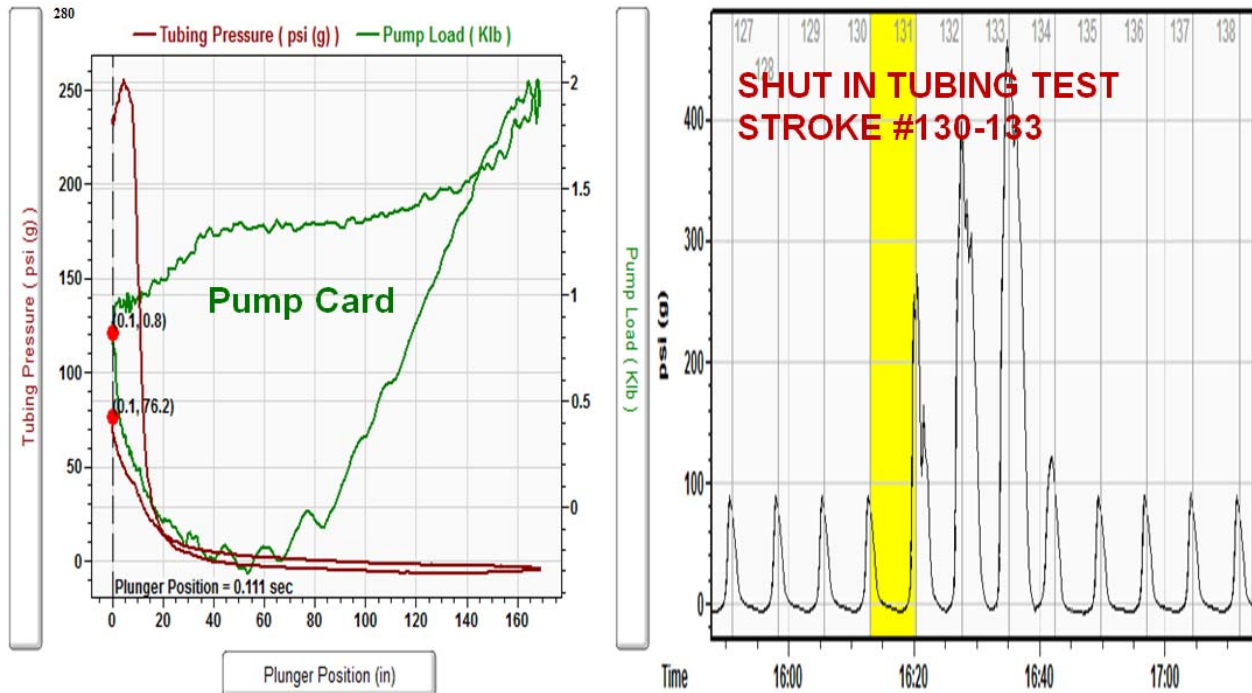 280
Tubing Pressure ( psi (g) ) Pump Load ( Klb )
250
200
150
100
50
0
2
1.5
1
0.5
0
Tubing Pressure ( psi (g) )
Pump Load ( Klb )
Pump Card
(0.1, 0.8)
(0.1, 76.2)
Plunger Position = 0.111 sec
0 20 40 60 80 100 120 140 160
Plunger Position (in)
127 128 129 130 131 132 133 134 135 136 137 138
SHUT IN TUBING TEST
STROKE #130-133
psi (g)
400
300
200
100
0
Time 16:00 16:20 16:40 17:00